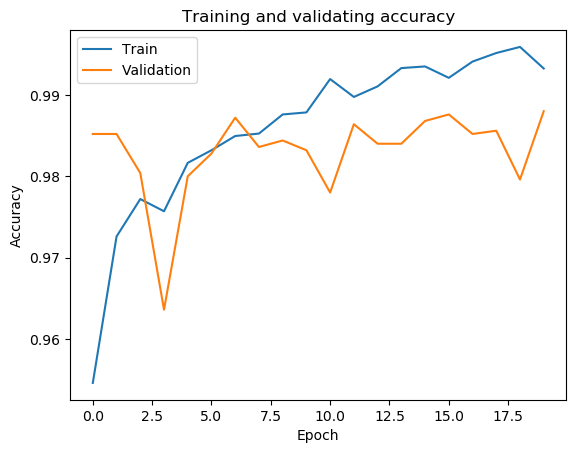 Training and validating accuracy
Train
Validation
0.99
0.98
0.97
0.96
Accuracy
0.0 2.5 5.0 7.5 10.0 12.5 15.0 17.5
Epoch